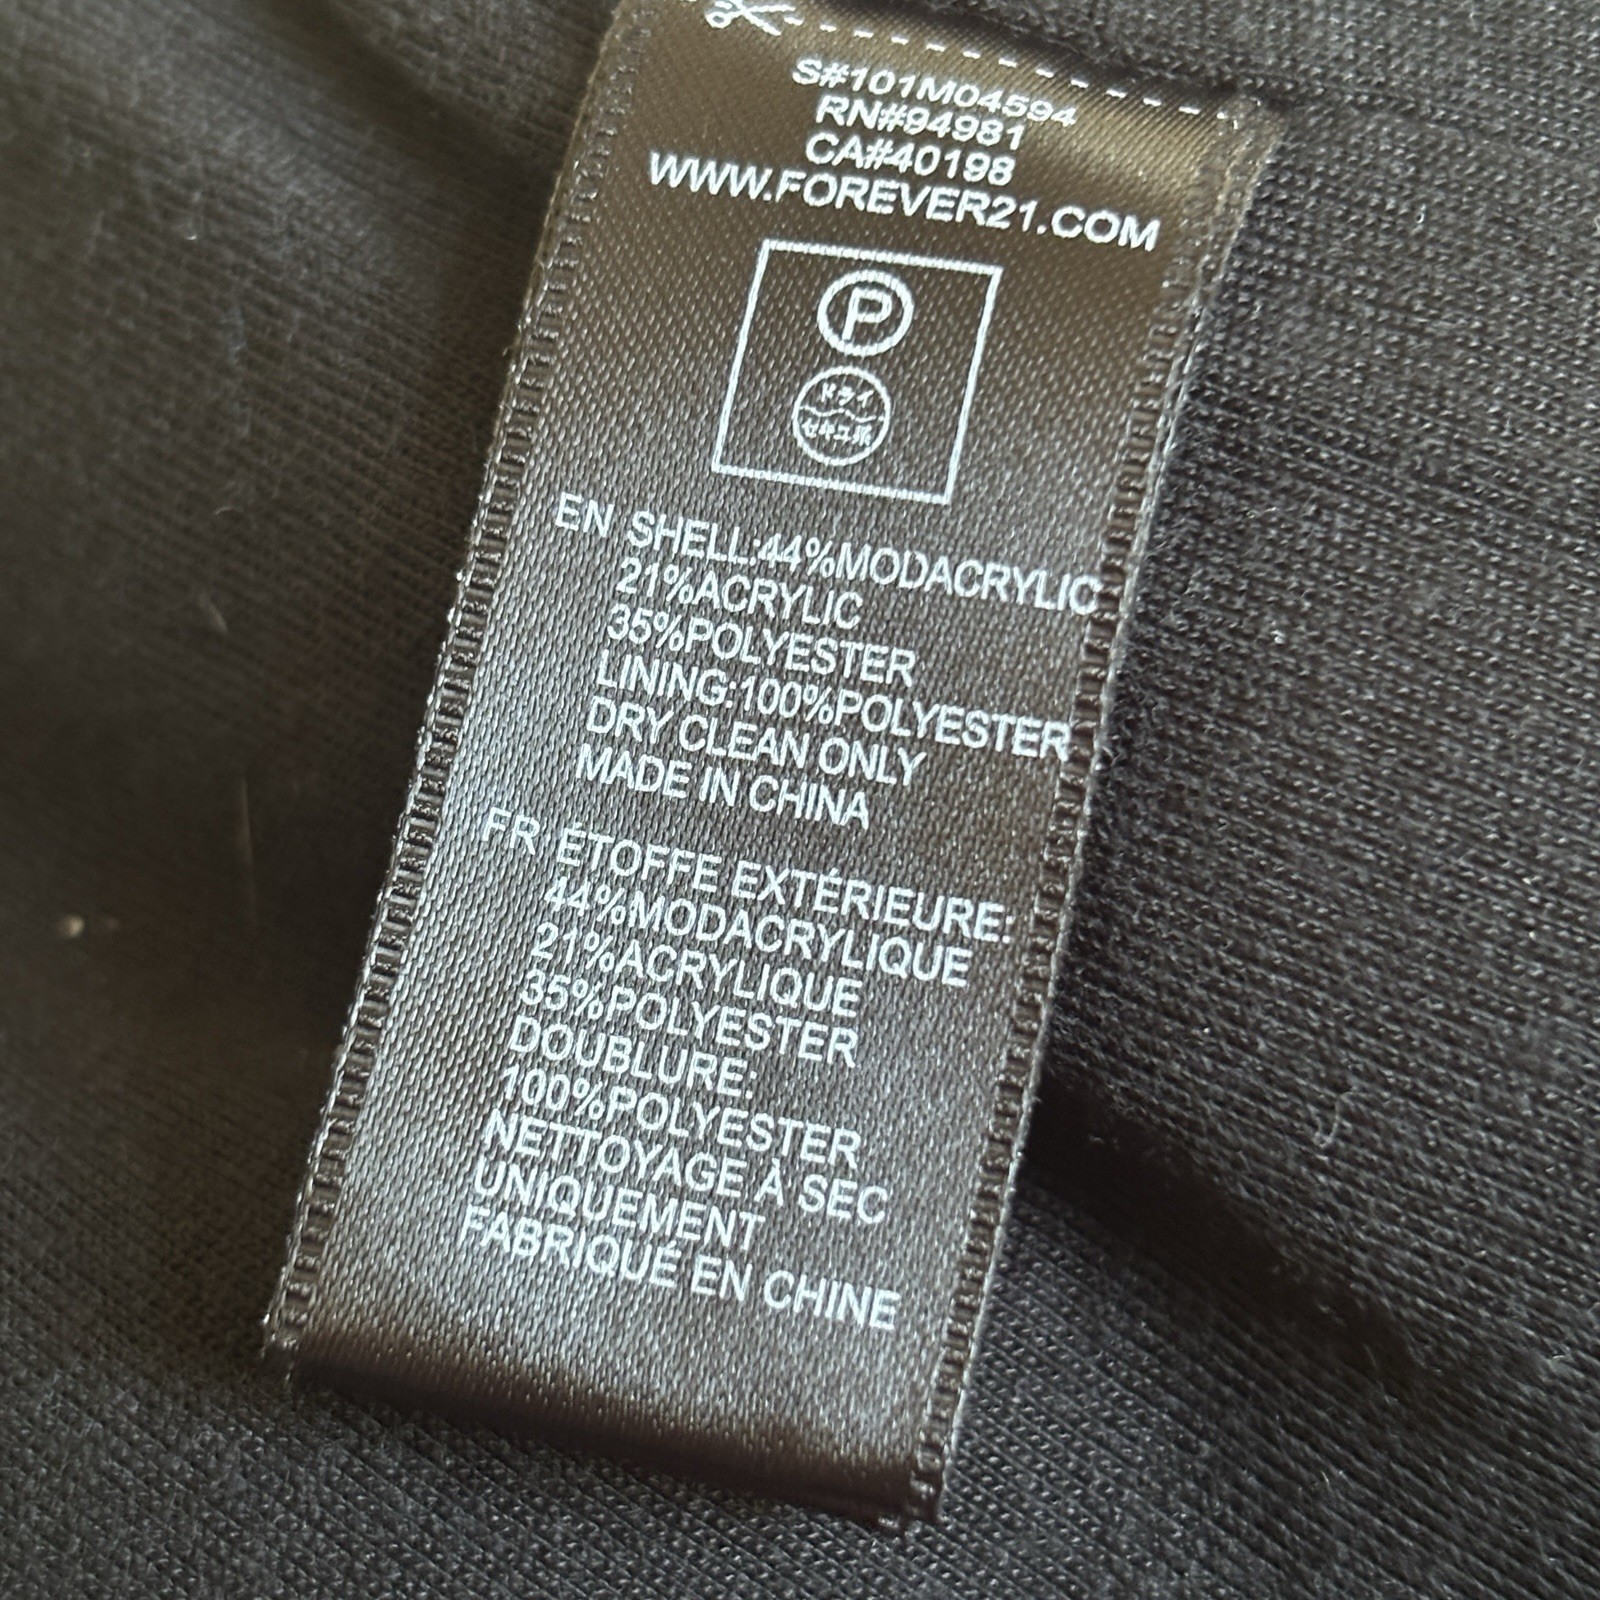 S#101M04594
RN#94981
CA#40198
WWW.FOREVER21.COM
P
ドライ
セキユ系
EN SHELL:44%MODACRYLIC
21%ACRYLIC
35%POLYESTER
LINING:100%POLYESTER
DRY CLEAN ONLY
MADE IN CHINA
FR ÉTOFFE EXTÉRIEURE:
44%MODACRYLIQUE
21%ACRYLIQUE
35%POLYESTER
DOUBLURE:
100%POLYESTER
NETTOYAGE À SEC
UNIQUEMENT
FABRIQUÉ EN CHINE